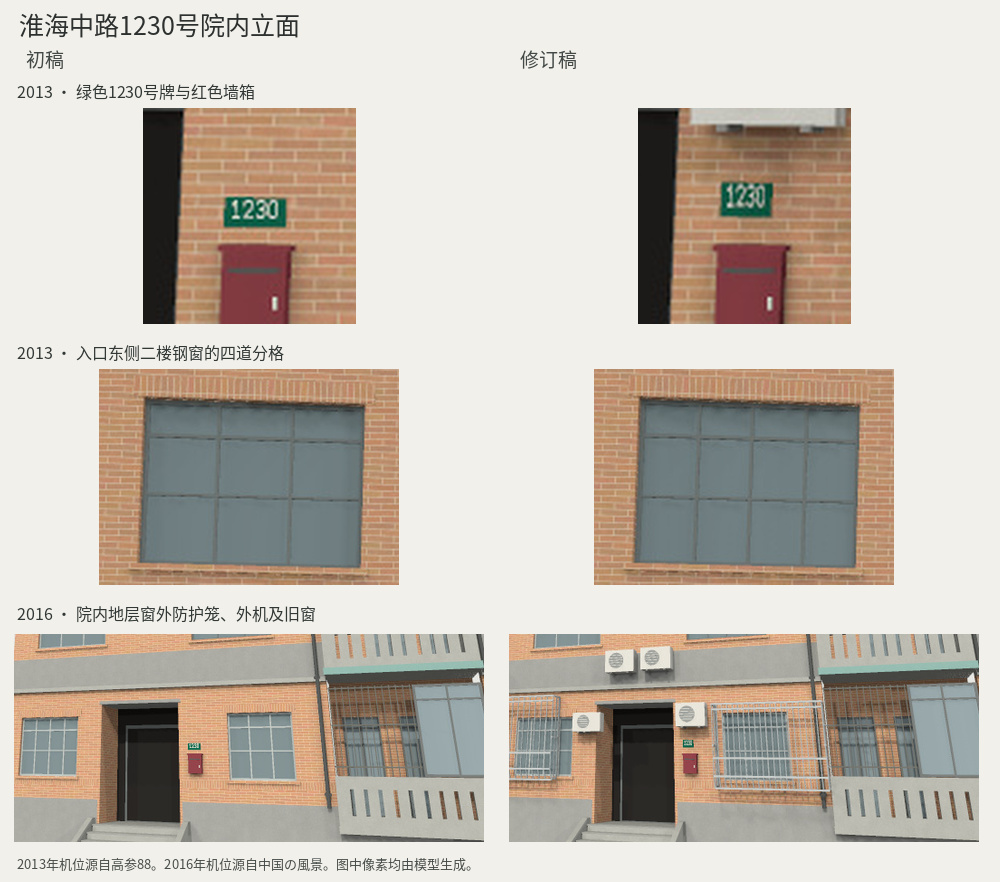 淮海中路1230号院内立面
初稿
修订稿
2013 · 绿色1230号牌与红色墙箱
1230
1230
2013 · 入口东侧二楼钢窗的四道分格
2016 · 院内地层窗外防护笼、外机及旧窗
1230
1230
2013年机位源自高参88。2016年机位源自中国の風景。图中像素均由模型生成。